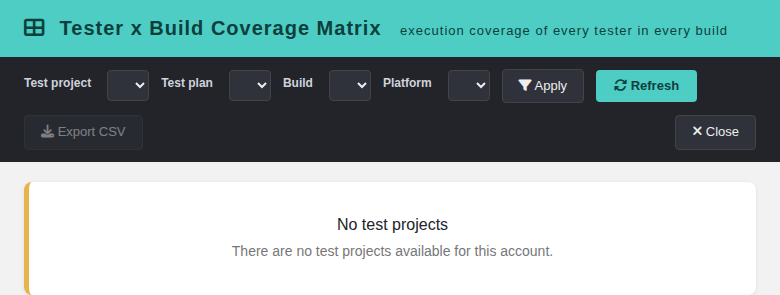 Tester x Build Coverage Matrix execution coverage of every tester in every build
Test project Test plan Build Platform Apply Refresh
Export CSV Close
No test projects
There are no test projects available for this account.